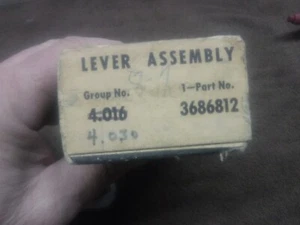 LEVER ASSEMBLY
Group No. 1-Part No.
4.016 3686812
4.030